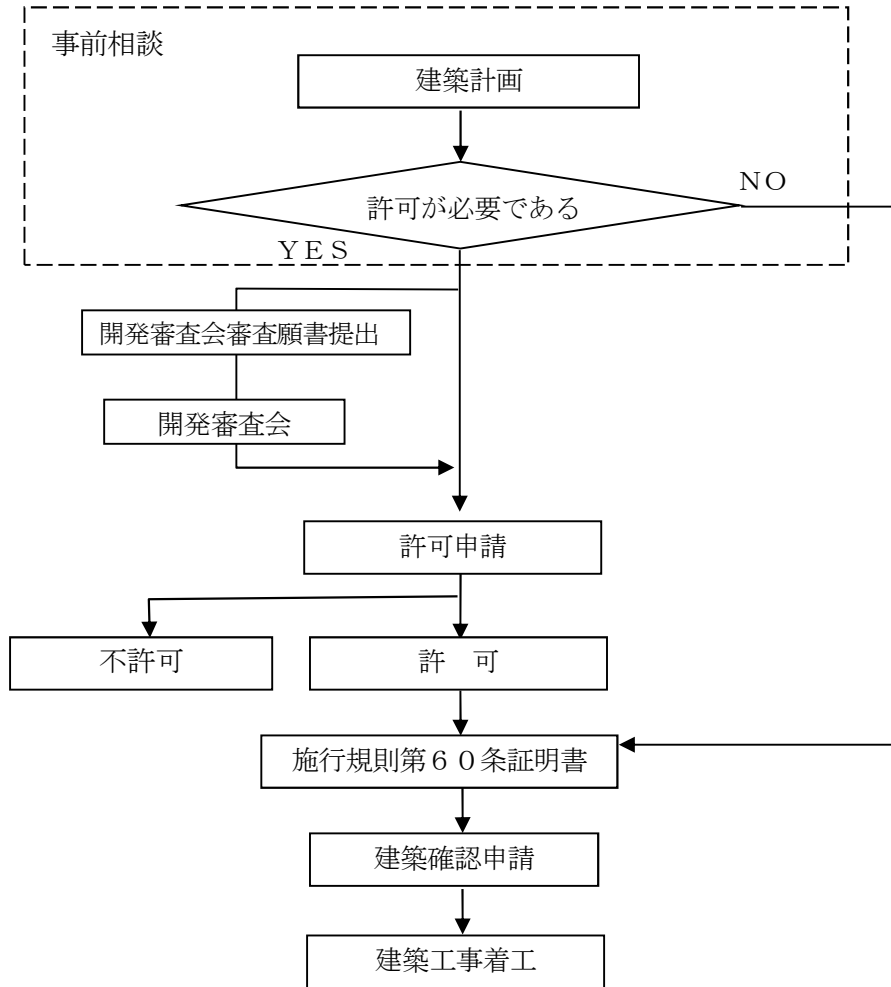 事前相談
建築計画
許可が必要である
ＮＯ
ＹＥＳ
開発審査会審査願書提出
開発審査会
許可申請
不許可
許　可
施行規則第６０条証明書
建築確認申請
建築工事着工